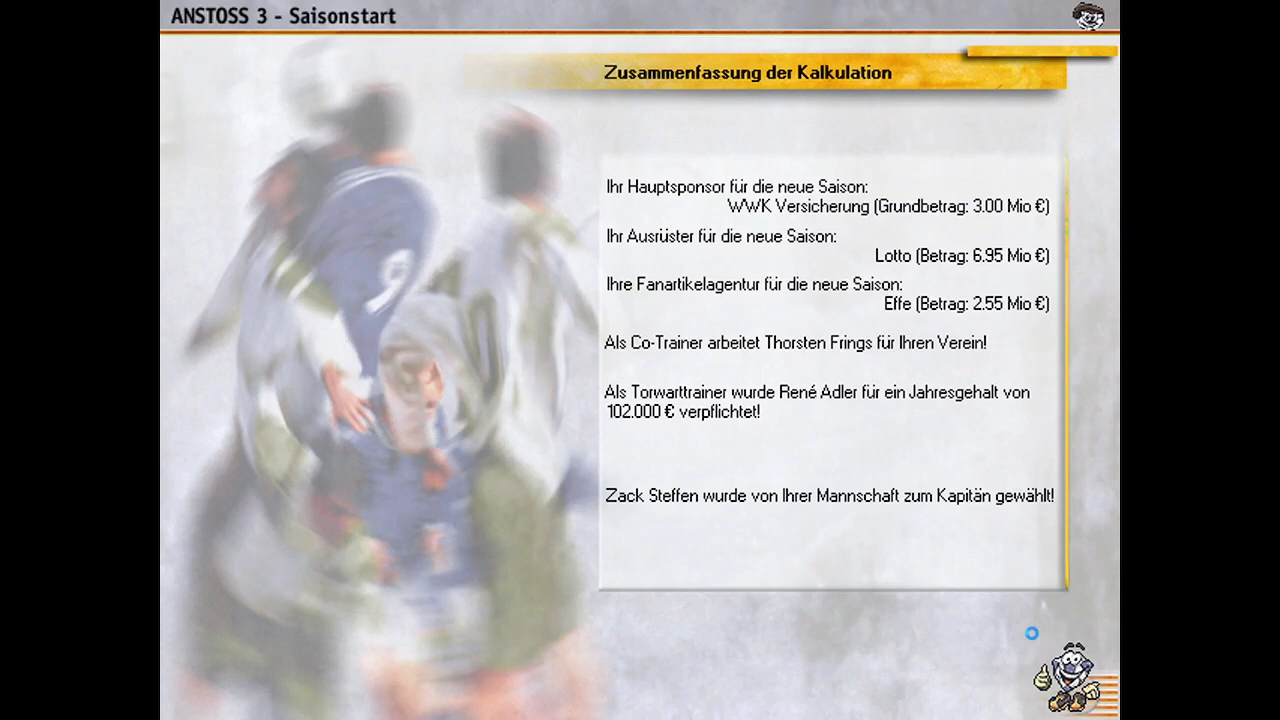 ANSTOSS 3 - Saisonstart
Zusammenfassung der Kalkulation
Ihr Hauptsponsor für die neue Saison:
WWK Versicherung (Grundbetrag: 3.00 Mio €)
Ihr Ausrüster für die neue Saison:
Lotto (Betrag: 6.95 Mio €)
Ihre Fanartikelagentur für die neue Saison:
Effe (Betrag: 2.55 Mio €)
Als Co-Trainer arbeitet Thorsten Frings für Ihren Verein!
Als Torwarttrainer wurde René Adler für ein Jahresgehalt von
102.000 € verpflichtet!
Zack Steffen wurde von Ihrer Mannschaft zum Kapitän gewählt!
9